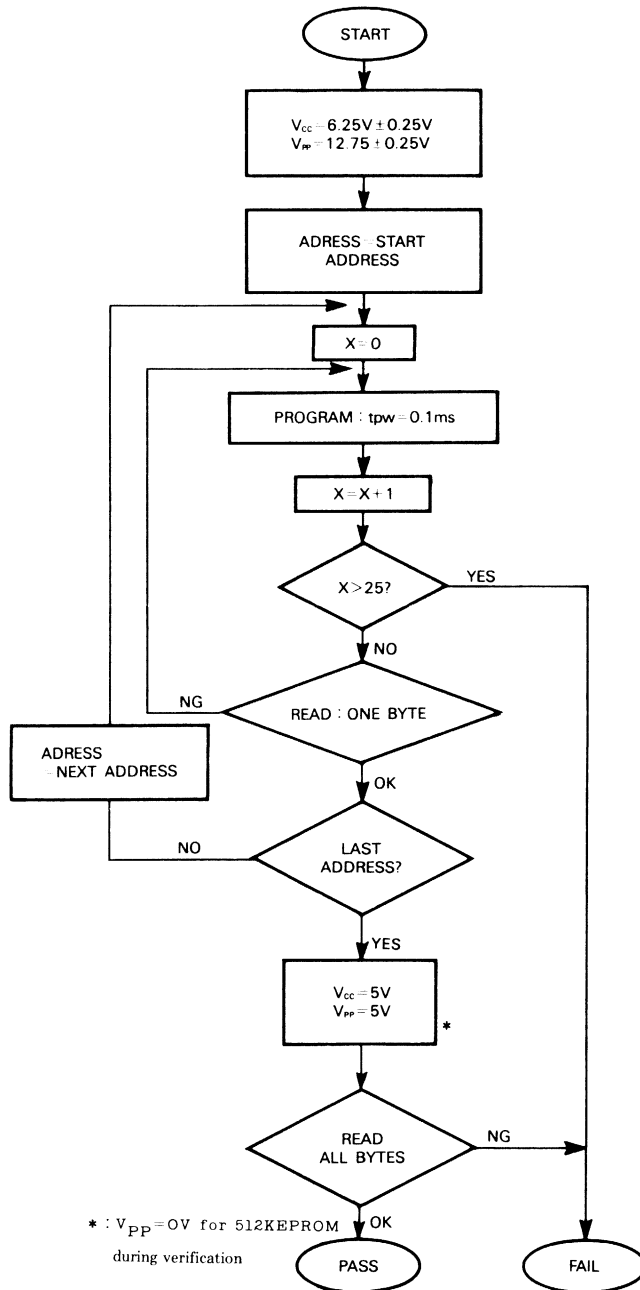 START
Vcc=6.25V±0.25V
VPP=12.75±0.25V
ADRESS=START
ADDRESS
X=0
PROGRAM : tpw=0.1ms
X=X+1
X>25?
YES
NO
NG
READ : ONE BYTE
ADRESS
=NEXT ADDRESS
OK
NO
LAST
ADDRESS?
YES
Vcc=5V
VPP=5V
*
READ
ALL BYTES
NG
* : VPP=0V for 512KEPROM
during verification
OK
PASS
FAIL